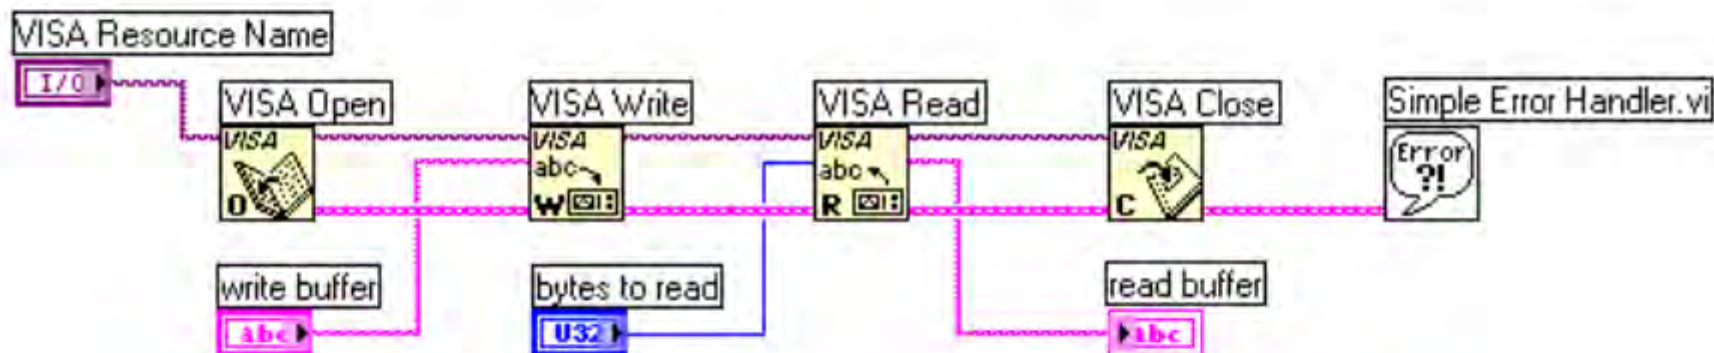 VISA Resource Name
I/O
VISA Open
VISA Write
VISA Read
VISA Close
Simple Error Handler.vi
VISA
O
VISA
abc
W
VISA
abc
R
VISA
C
Error
?!
write buffer
abc
bytes to read
U32
read buffer
abc